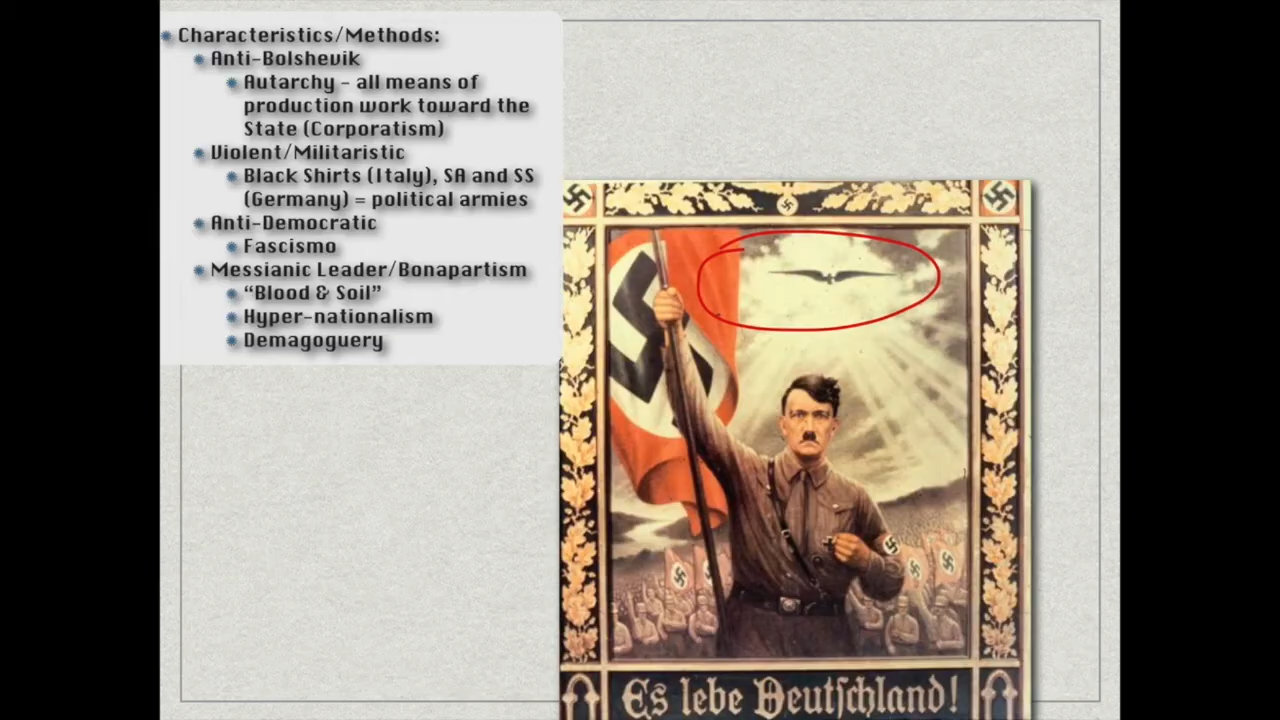 Characteristics/Methods:
Anti-Bolshevik
Autarchy - all means of
production work toward the
State (Corporatism)
Violent/Militaristic
Black Shirts (Italy), SA and SS
(Germany) = political armies
Anti-Democratic
Fascismo
Messianic Leader/Bonapartism
“Blood & Soil”
Hyper-nationalism
Demagoguery
Es lebe Deutſchland!